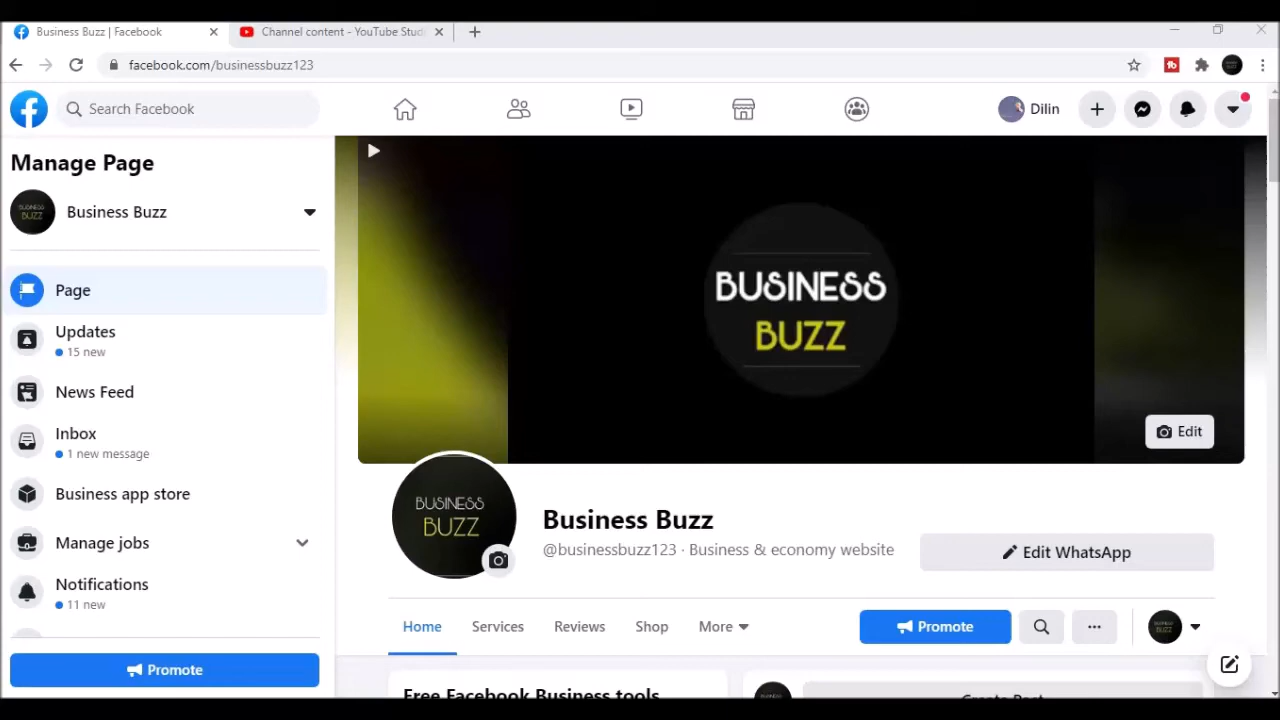 Business Buzz | Facebook
Channel content - YouTube Stud
facebook.com/businessbuzz123
Search Facebook
Dilin
Manage Page
Business Buzz
Page
Updates
15 new
News Feed
Inbox
1 new message
Business app store
Manage jobs
Notifications
11 new
Promote
BUSINESS
BUZZ
Edit
BUSINESS
BUZZ
Business Buzz
@businessbuzz123 · Business & economy website
Edit WhatsApp
Home
Services
Reviews
Shop
More
Promote
Free Facebook Business tools
Create Post